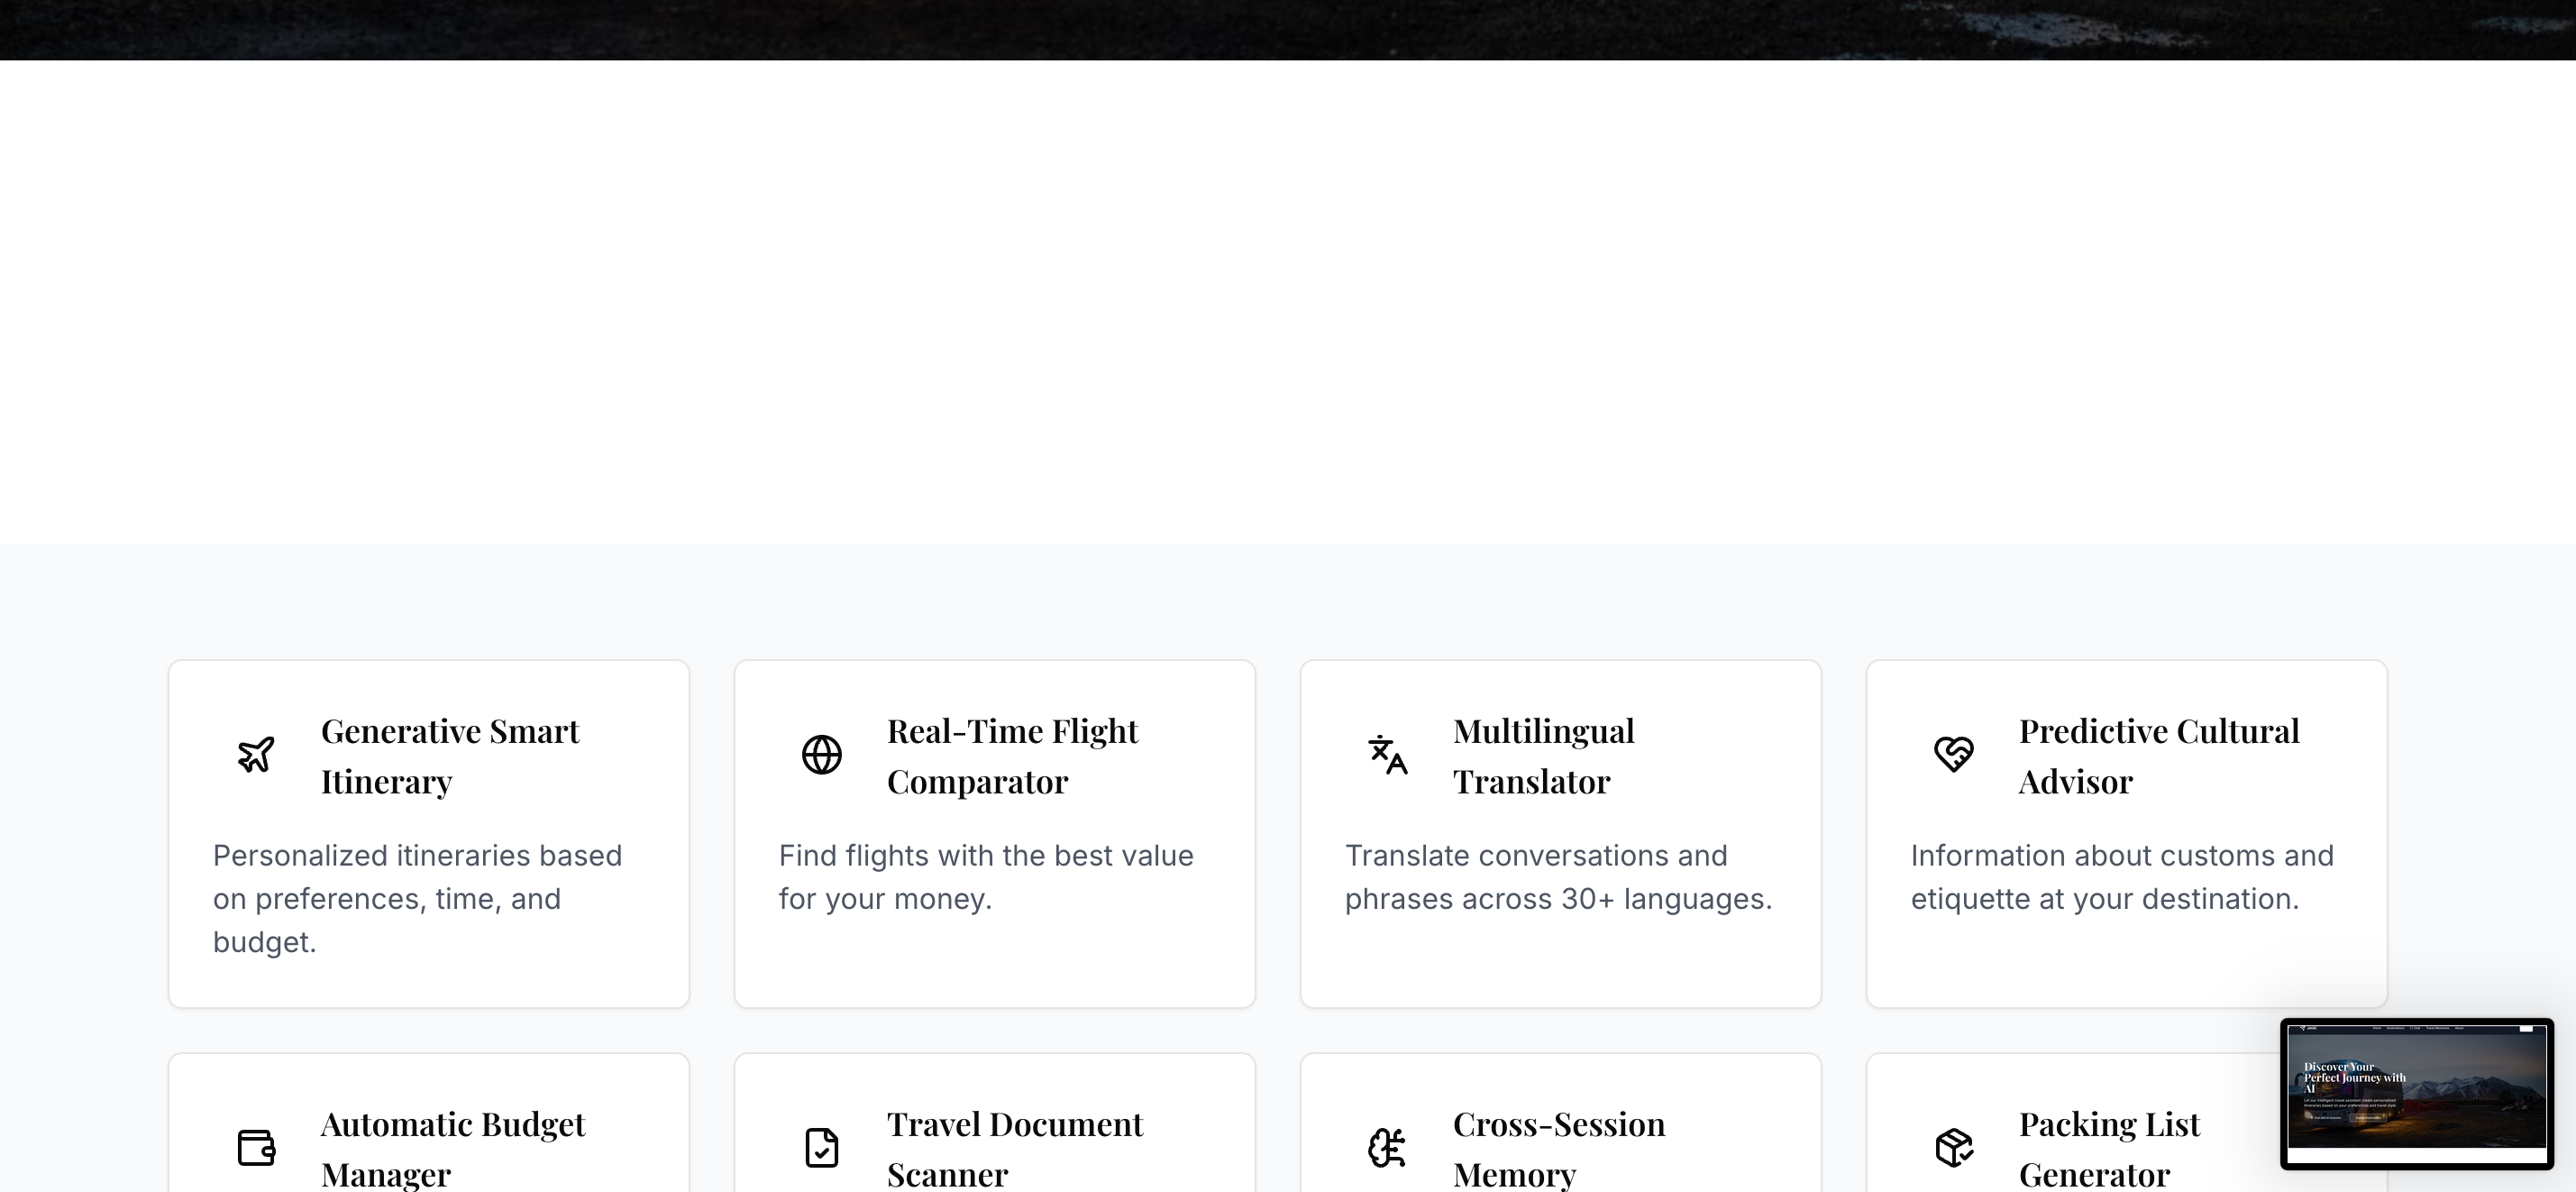 Generative Smart
Itinerary
Personalized itineraries based
on preferences, time, and
budget.
Real-Time Flight
Comparator
Find flights with the best value
for your money.
Multilingual
Translator
Translate conversations and
phrases across 30+ languages.
Predictive Cultural
Advisor
Information about customs and
etiquette at your destination.
Automatic Budget
Manager
Travel Document
Scanner
Cross-Session
Memory
Packing List
Generator
Discover Your
Perfect Journey with
AI